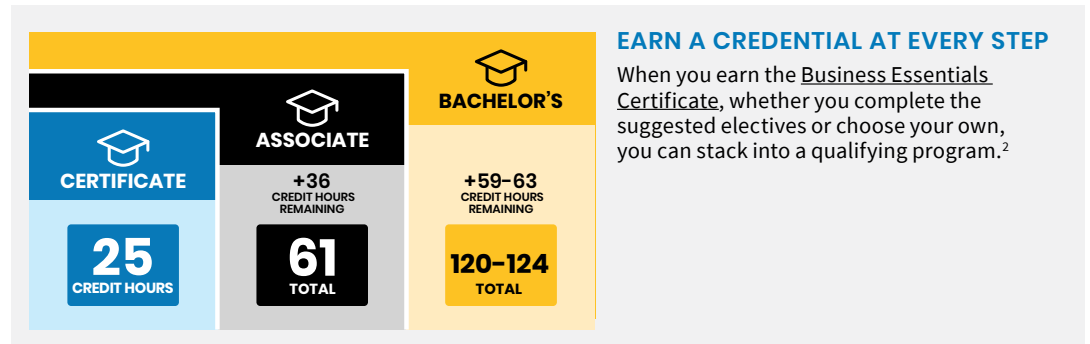 CERTIFICATE
25
CREDIT HOURS
ASSOCIATE
+36
CREDIT HOURS
REMAINING
61
TOTAL
BACHELOR'S
+59-63
CREDIT HOURS
REMAINING
120-124
TOTAL
EARN A CREDENTIAL AT EVERY STEP
When you earn the Business Essentials
Certificate, whether you complete the
suggested electives or choose your own,
you can stack into a qualifying program.²